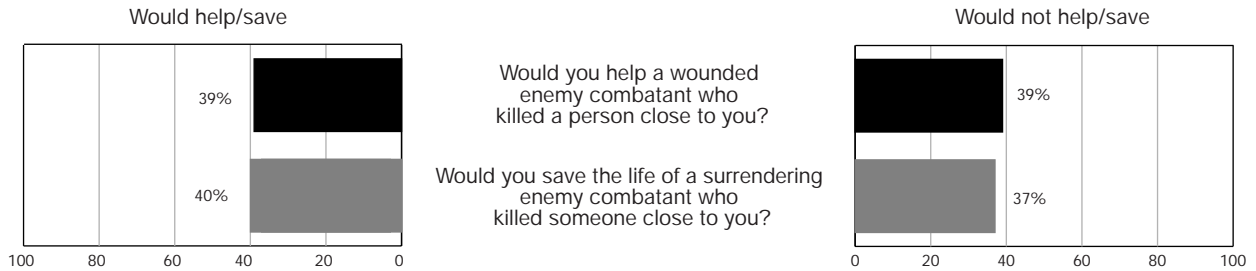 Would help/save
Would not help/save
39%
Would you help a wounded
enemy combatant who
killed a person close to you?
39%
40%
Would you save the life of a surrendering
enemy combatant who
killed someone close to you?
37%
100 80 60 40 20 0
0 20 40 60 80 100